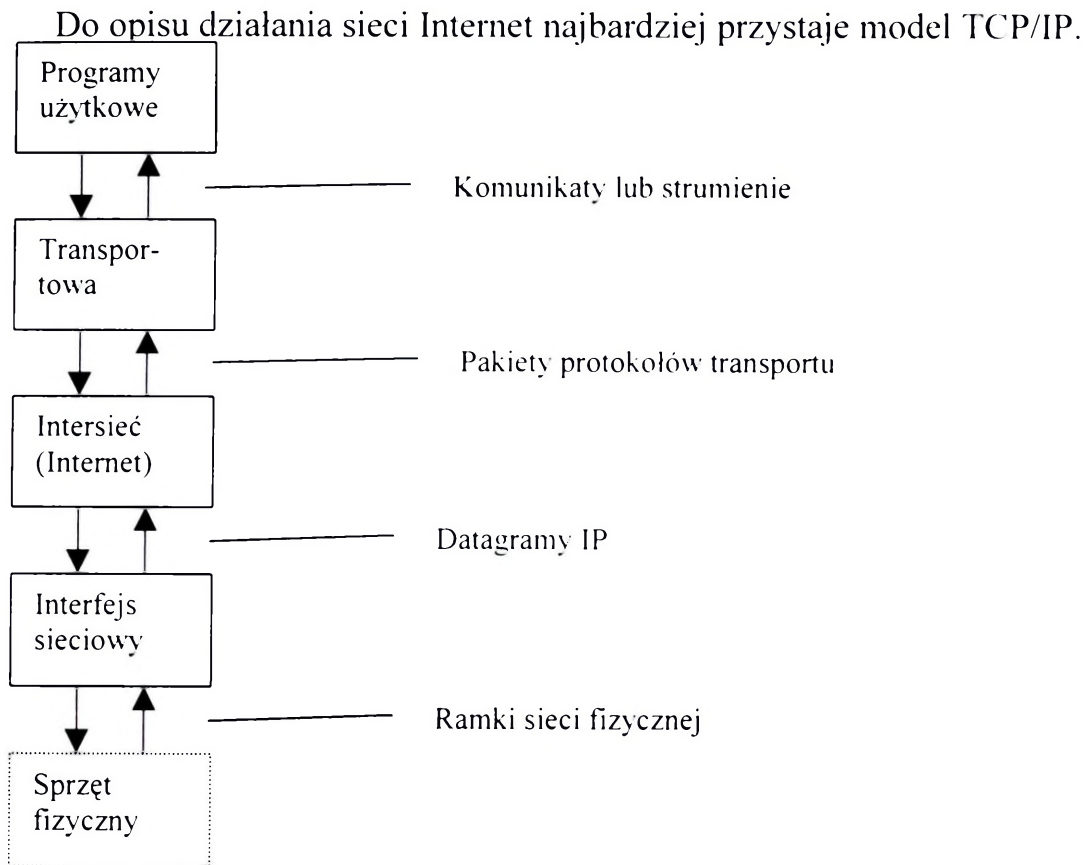 Do opisu działania sieci Internet najbardziej przystaje model TCP/IP.
Programy
użytkowe
Komunikaty lub strumienie
Transpor-
towa
Pakiety protokołów transportu
Intersieć
(Internet)
Datagramy IP
Interfejs
sieciowy
Ramki sieci fizycznej
Sprzęt
fizyczny